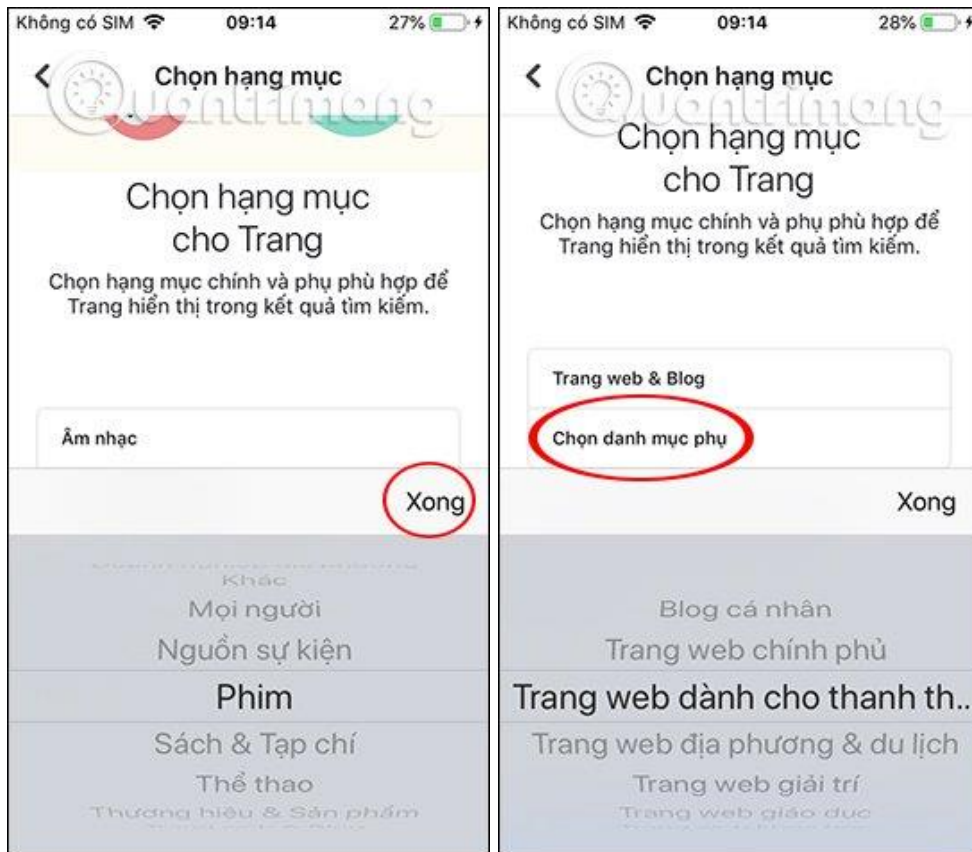 Không có SIM 09:14 27%
Chọn hạng mục
Quantrimang
Chọn hạng mục
cho Trang
Chọn hạng mục chính và phụ phù hợp để
Trang hiển thị trong kết quả tìm kiếm.
Âm nhạc
Xong
Khác
Mọi người
Nguồn sự kiện
Phim
Sách & Tạp chí
Thể thao
Thương hiệu & Sản phẩm
Không có SIM 09:14 28%
Chọn hạng mục
Quantrimang
Chọn hạng mục
cho Trang
Chọn hạng mục chính và phụ phù hợp để
Trang hiển thị trong kết quả tìm kiếm.
Trang web & Blog
Chọn danh mục phụ
Xong
Blog cá nhân
Trang web chính phủ
Trang web dành cho thanh th...
Trang web địa phương & du lịch
Trang web giải trí
Trang web giáo dục